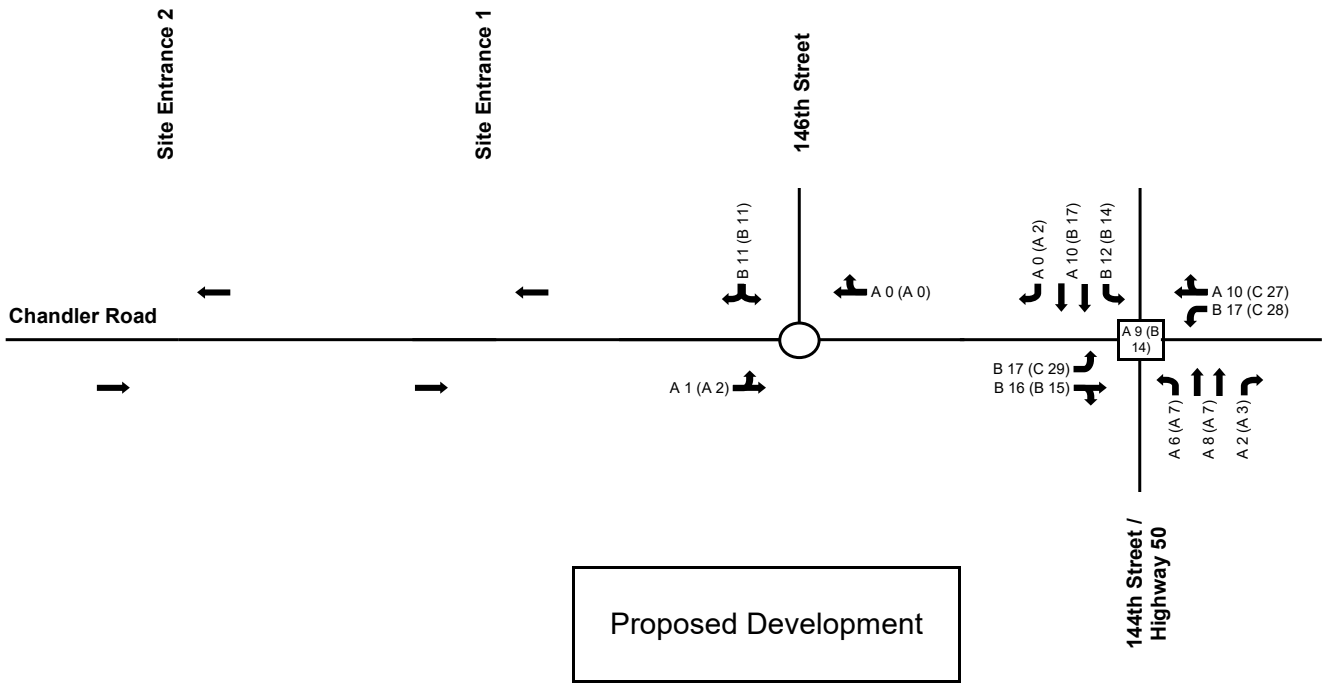 Site Entrance 2
Site Entrance 1
146th Street
B 11 (B 11)
A 0 (A 0)
A 0 (A 2)
A 10 (B 17)
B 12 (B 14)
A 10 (C 27)
B 17 (C 28)
Chandler Road
A 9 (B
14)
A 1 (A 2)
B 17 (C 29)
B 16 (B 15)
A 6 (A 7)
A 8 (A 7)
A 2 (A 3)
144th Street /
Highway 50
Proposed Development